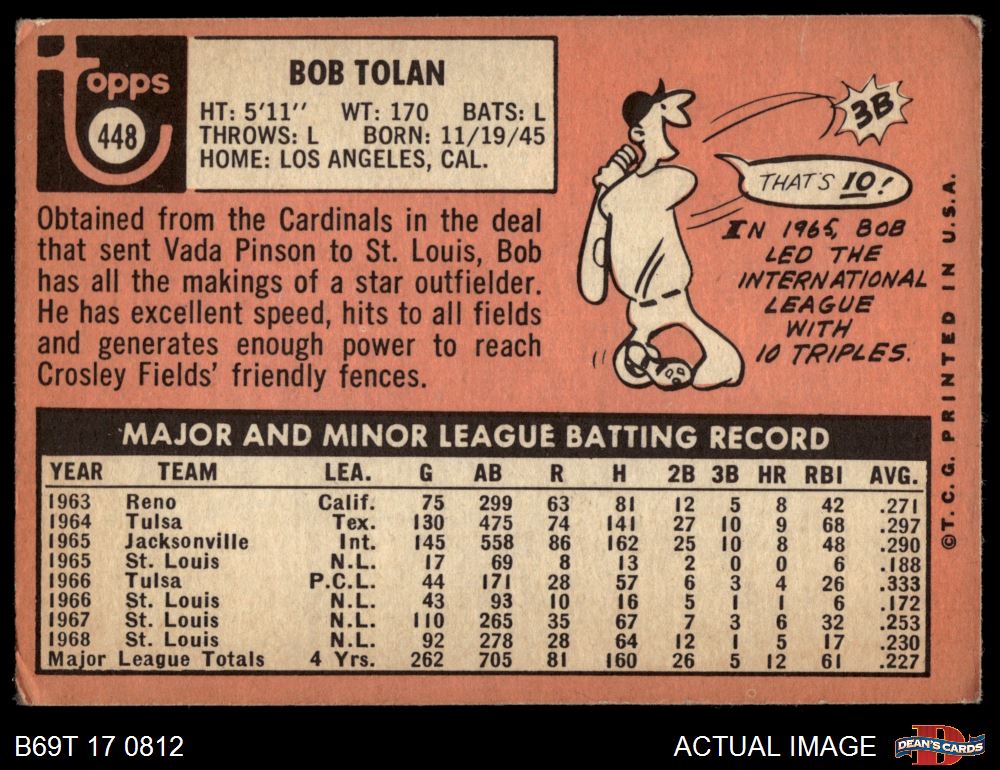 topps
448
BOB TOLAN
HT: 5'11'' WT: 170 BATS: L
THROWS: L BORN: 11/19/45
HOME: LOS ANGELES, CAL.
Obtained from the Cardinals in the deal
that sent Vada Pinson to St. Louis, Bob
has all the makings of a star outfielder.
He has excellent speed, hits to all fields
and generates enough power to reach
Crosley Fields' friendly fences.
3B
THAT'S 10!
IN 1965, BOB
LED THE
INTERNATIONAL
LEAGUE
WITH
10 TRIPLES.
©T. C. G. PRINTED IN U.S.A.
MAJOR AND MINOR LEAGUE BATTING RECORD
YEAR TEAM LEA. G AB R H 2B 3B HR RBI AVG.
1963 Reno Calif. 75 299 63 81 12 5 8 42 .271
1964 Tulsa Tex. 130 475 74 141 27 10 9 68 .297
1965 Jacksonville Int. 145 558 86 162 25 10 8 48 .290
1965 St. Louis N.L. 17 69 8 13 2 0 0 6 .188
1966 Tulsa P.C.L. 44 171 28 57 6 3 4 26 .333
1966 St. Louis N.L. 43 93 10 16 5 1 1 6 .172
1967 St. Louis N.L. 110 265 35 67 7 3 6 32 .253
1968 St. Louis N.L. 92 278 28 64 12 1 5 17 .230
Major League Totals 4 Yrs. 262 705 81 160 26 5 12 61 .227
B69T 17 0812
ACTUAL IMAGE
D
DEAN'S CARDS